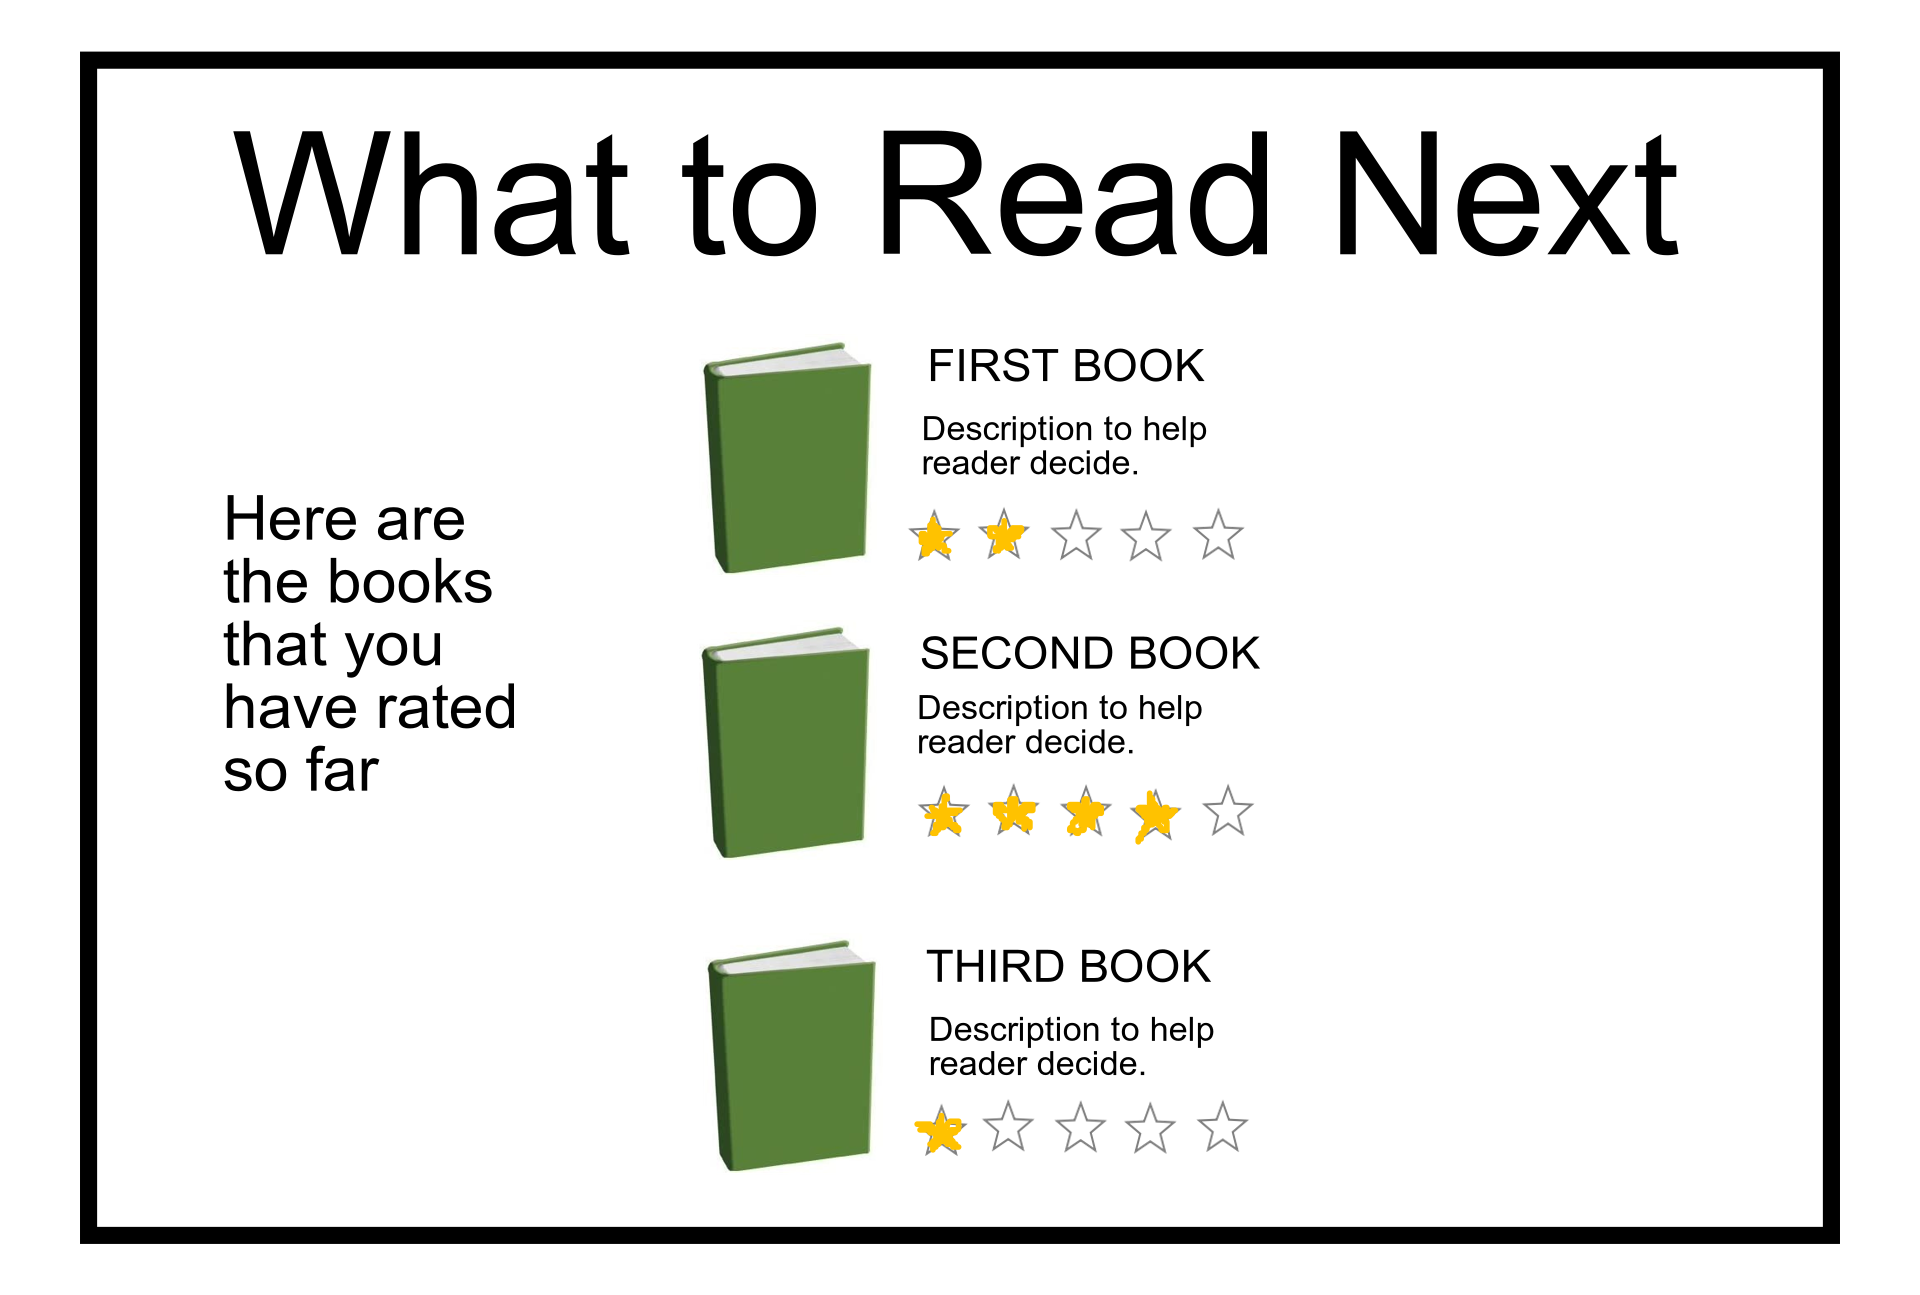 What to Read Next
Here are
the books
that you
have rated
so far
FIRST BOOK
Description to help
reader decide.
SECOND BOOK
Description to help
reader decide.
THIRD BOOK
Description to help
reader decide.